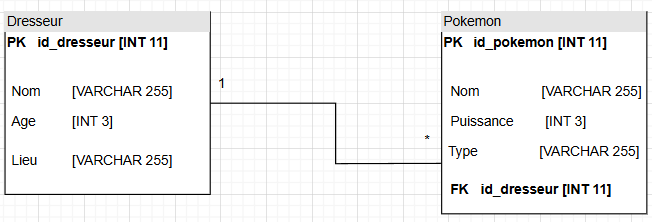 Dresseur
PK id_dresseur [INT 11]
Nom [VARCHAR 255]
Age [INT 3]
Lieu [VARCHAR 255]
1
*
Pokemon
PK id_pokemon [INT 11]
Nom [VARCHAR 255]
Puissance [INT 3]
Type [VARCHAR 255]
FK id_dresseur [INT 11]